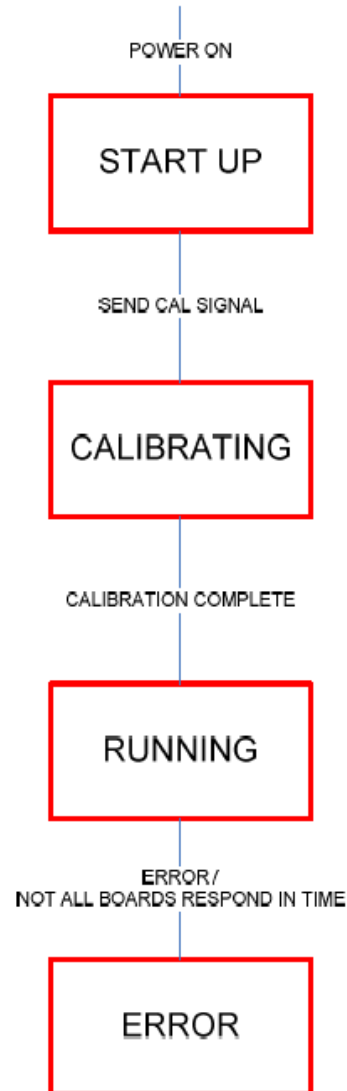 POWER ON
START UP
SEND CAL SIGNAL
CALIBRATING
CALIBRATION COMPLETE
RUNNING
ERROR/
NOT ALL BOARDS RESPOND IN TIME
ERROR